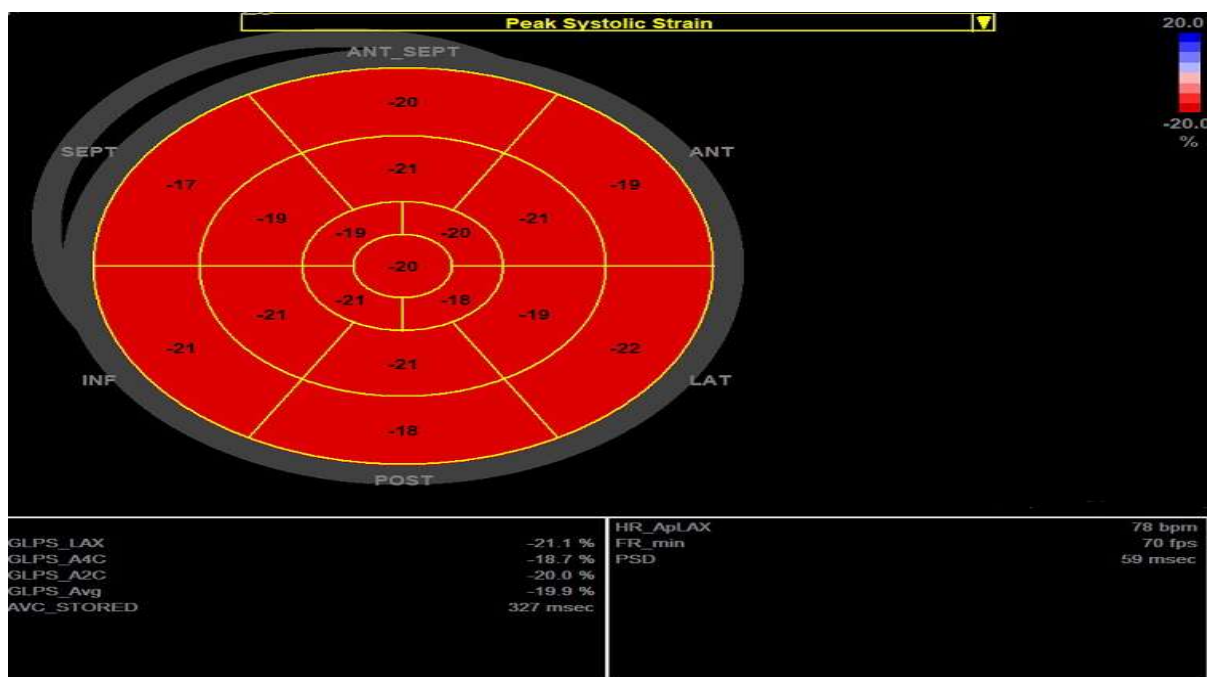 Peak Systolic Strain
20.0
-20.0
%
ANT_SEPT
SEPT
ANT
INF
LAT
POST
-20
-17
-21
-19
-19
-21
-19
-20
-20
-21
-18
-21
-19
-21
-21
-22
-18
GLPS_LAX -21.1 %
GLPS_A4C -18.7 %
GLPS_A2C -20.0 %
GLPS_Avg -19.9 %
AVC_STORED 327 msec
HR_ApLAX 78 bpm
FR_min 70 fps
PSD 59 msec